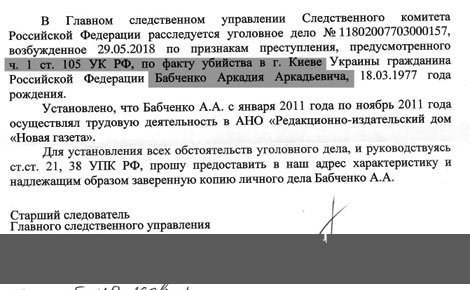 В Главном следственном управлении Следственного комитета
Российской Федерации расследуется уголовное дело №11802007703000157,
возбужденное 29.05.2018 по признакам преступления, предусмотренного
ч. 1 ст. 105 УК РФ, по факту убийства в г. Киеве Украины гражданина
Российской Федерации Бабченко Аркадия Аркадьевича, 18.03.1977 года
рождения.
Установлено, что Бабченко А.А. с января 2011 года по ноябрь 2011 года
осуществлял трудовую деятельность в АНО «Редакционно-издательский дом
«Новая газета».
Для установления всех обстоятельств уголовного дела, и руководствуясь
ст.ст. 21, 38 УПК РФ, прошу предоставить в наш адрес характеристику и
надлежащим образом заверенную копию личного дела Бабченко А.А.
Старший следователь
Главного следственного управления